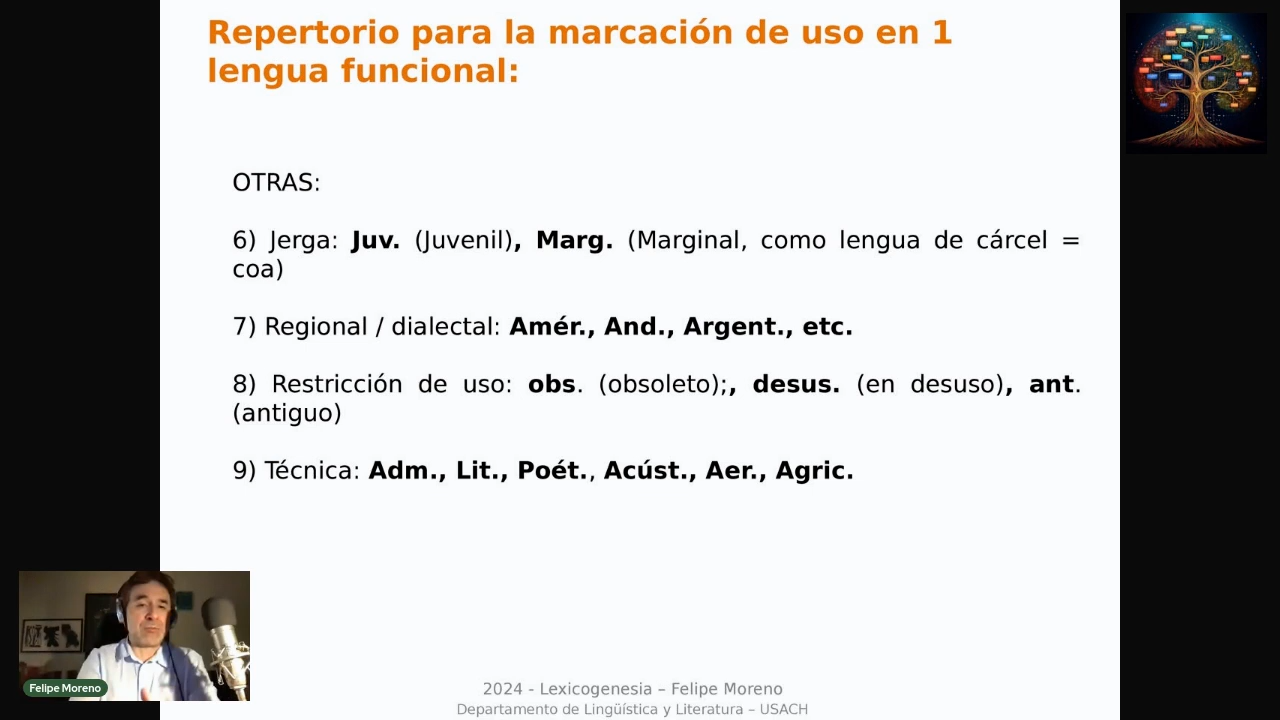 Repertorio para la marcación de uso en 1
lengua funcional:
OTRAS:
6) Jerga: Juv. (Juvenil), Marg. (Marginal, como lengua de cárcel =
coa)
7) Regional / dialectal: Amér., And., Argent., etc.
8) Restricción de uso: obs. (obsoleto);, desus. (en desuso), ant.
(antiguo)
9) Técnica: Adm., Lit., Poét., Acúst., Aer., Agric.
Felipe Moreno
2024 - Lexicogenesia – Felipe Moreno
Departamento de Lingüística y Literatura – USACH